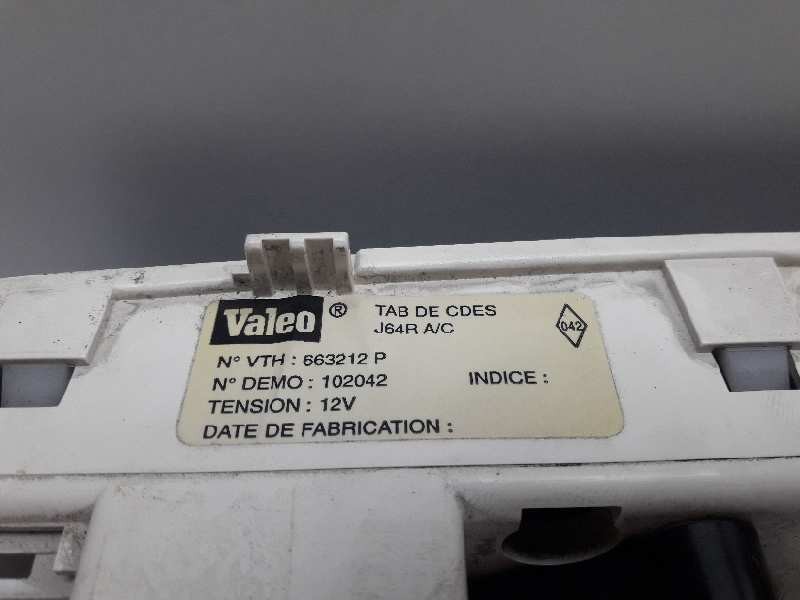 Valeo ®
TAB DE CDES
J64R A/C
042
N° VTH : 663212 P
N° DEMO : 102042 INDICE :
TENSION : 12V
DATE DE FABRICATION :